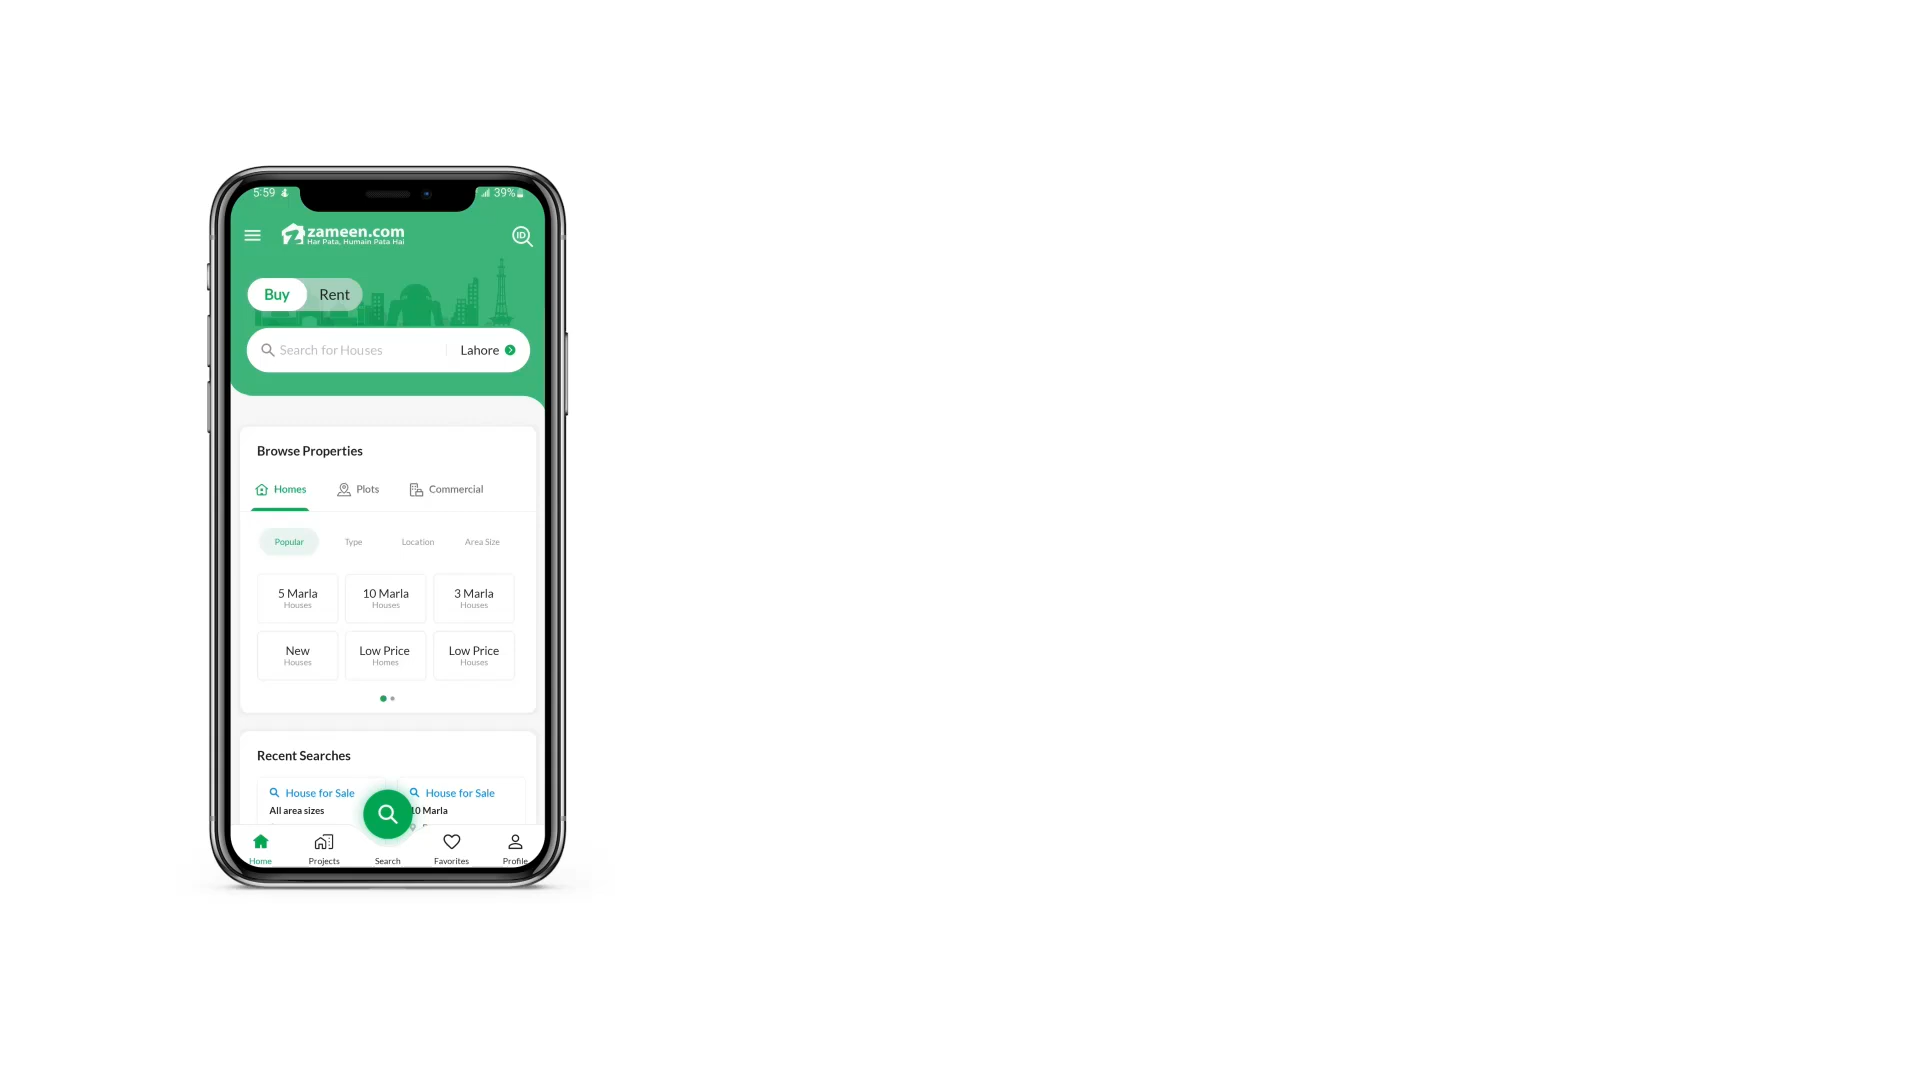 5:59
39%
zameen.com
Har Pata, Humain Pata Hai
ID
Buy Rent
Search for Houses Lahore
Browse Properties
Homes Plots Commercial
Popular Type Location Area Size
5 Marla 10 Marla 3 Marla
Houses Houses Houses
New Low Price Low Price
Houses Homes Houses
Recent Searches
House for Sale House for Sale
All area sizes 10 Marla
Home Projects Search Favorites Profile